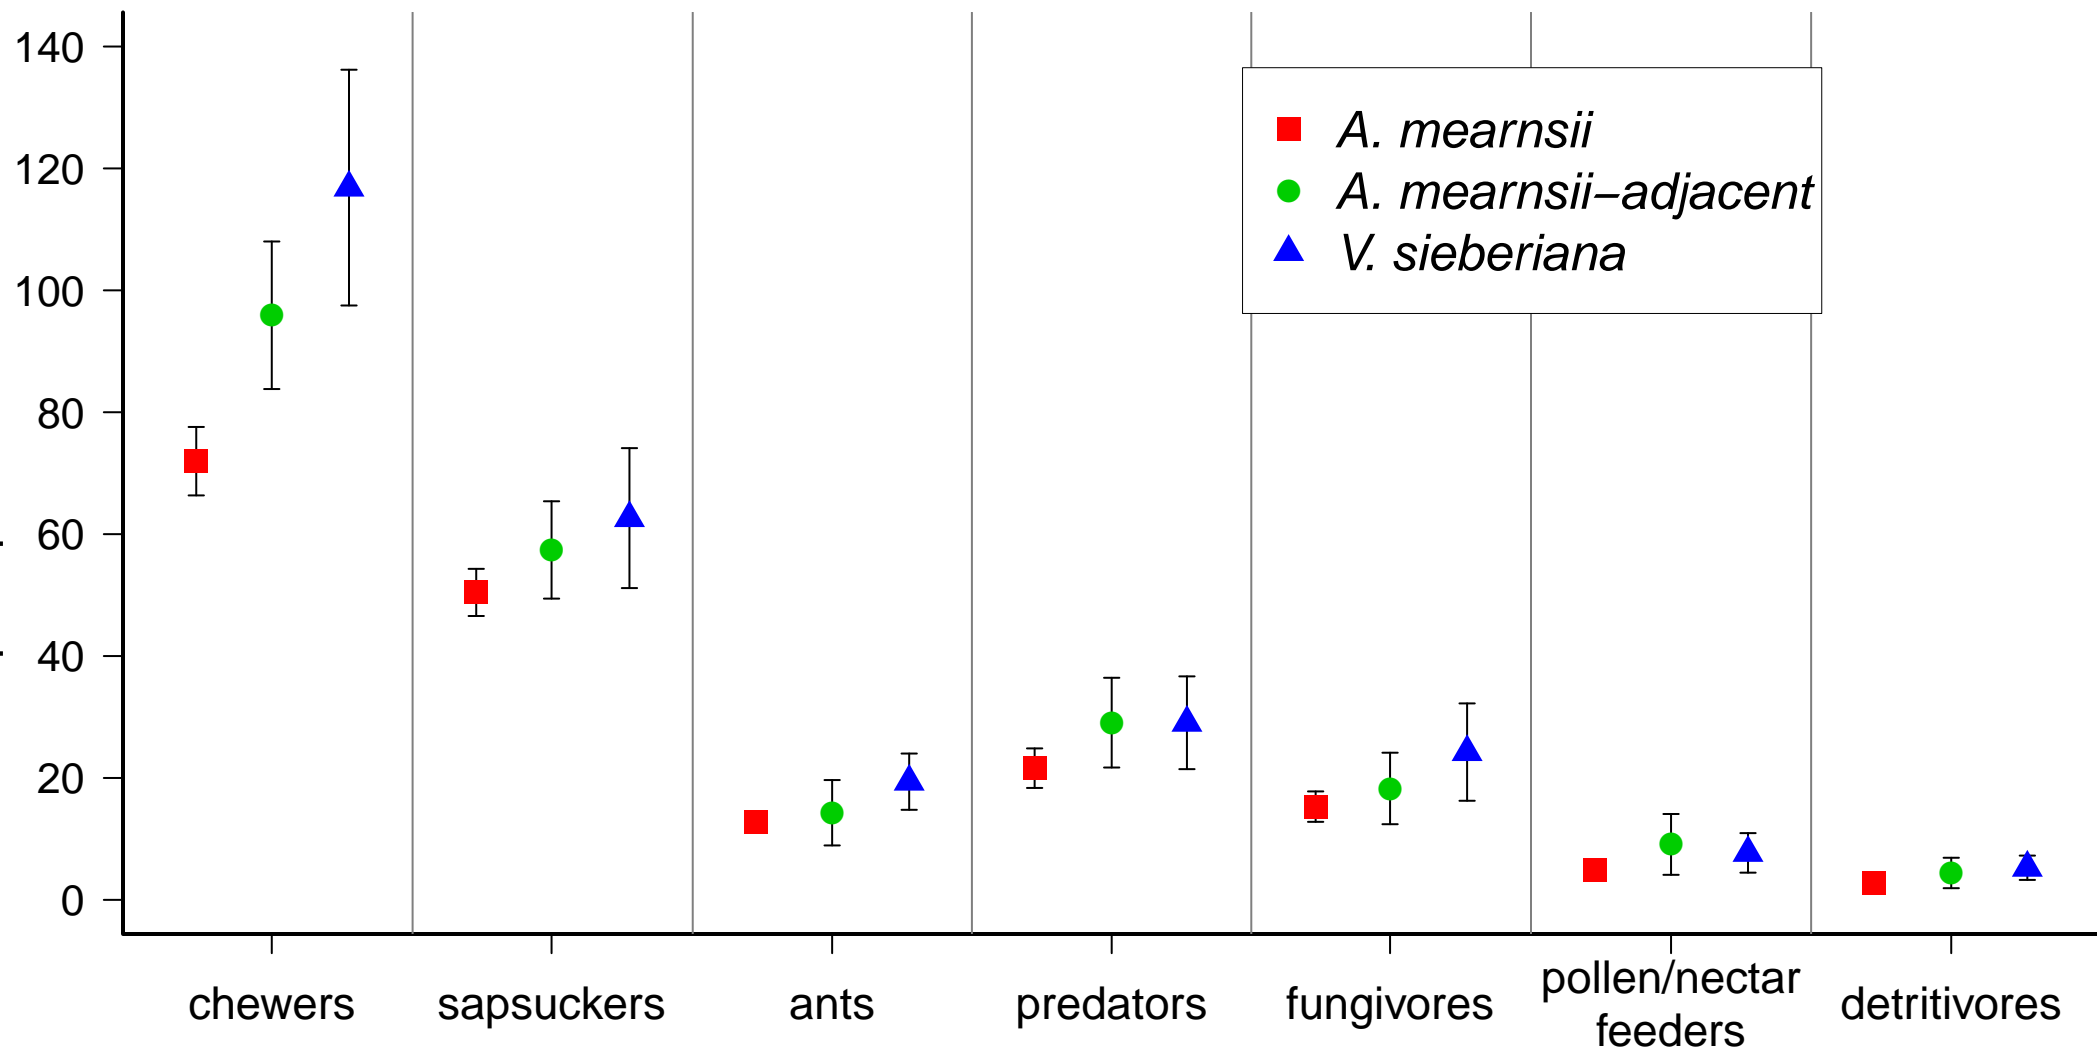 140
120
100
80
60
40
20
0
A. mearnsii
A. mearnsii–adjacent
V. sieberiana
chewers
sapsuckers
ants
predators
fungivores
pollen/nectar
feeders
detritivores